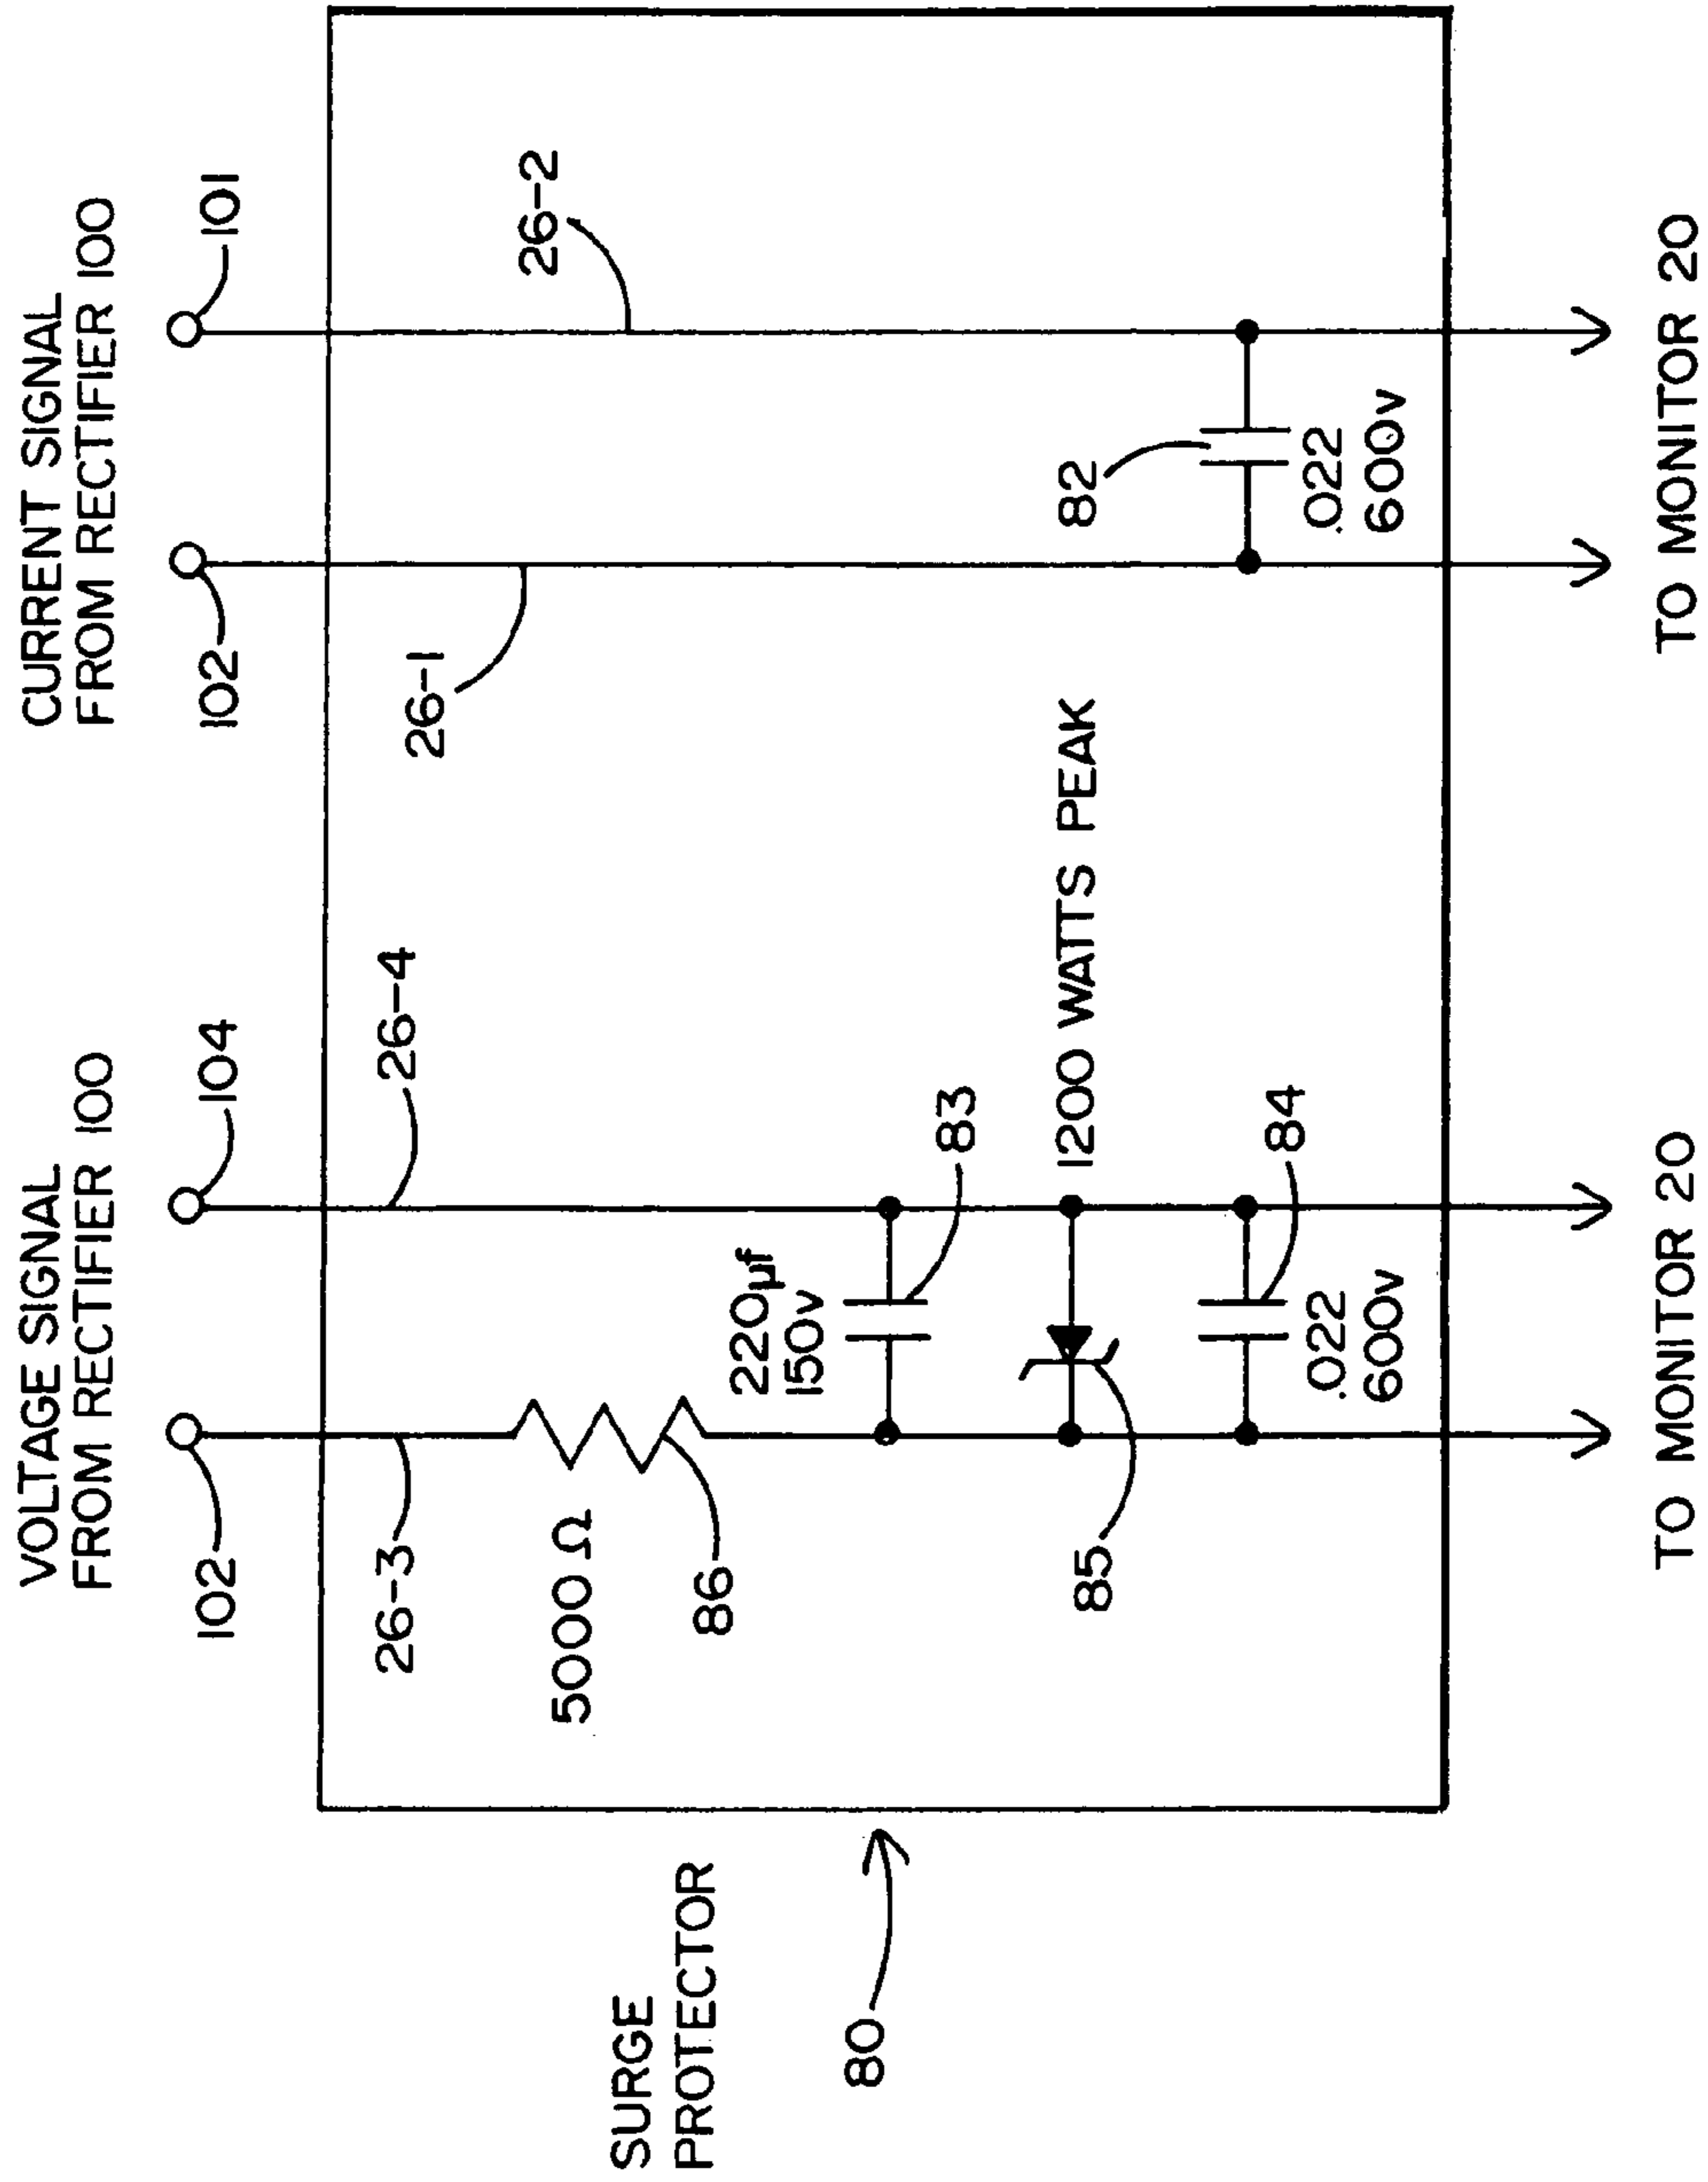 VOLTAGE SIGNAL
FROM RECTIFIER 100
CURRENT SIGNAL
FROM RECTIFIER 100
102
104
102
101
26-3
26-4
26-1
26-2
5000 Ω
86
SURGE
PROTECTOR
80
220µf
150v
83
85
1200 WATTS PEAK
82
84
.022
600v
.022
600v
TO MONITOR 20
TO MONITOR 20